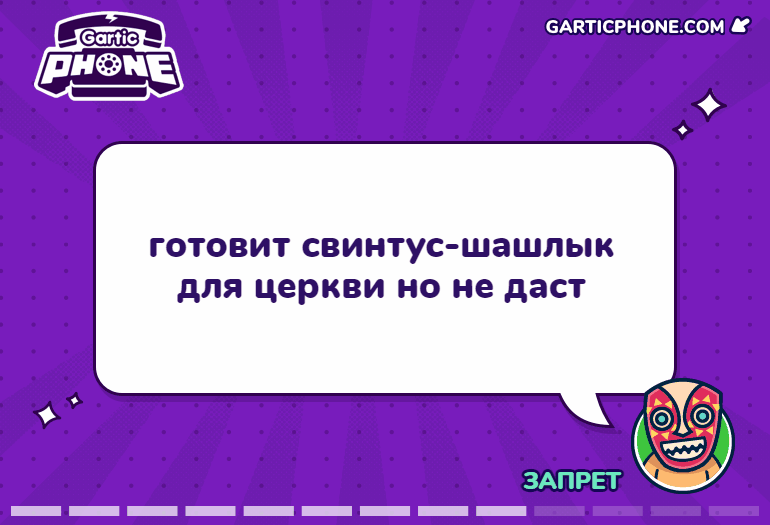 Gartic
PHONE
GARTICPHONE.COM
готовит свинтус-шашлык
для церкви но не даст
ЗАПРЕТ